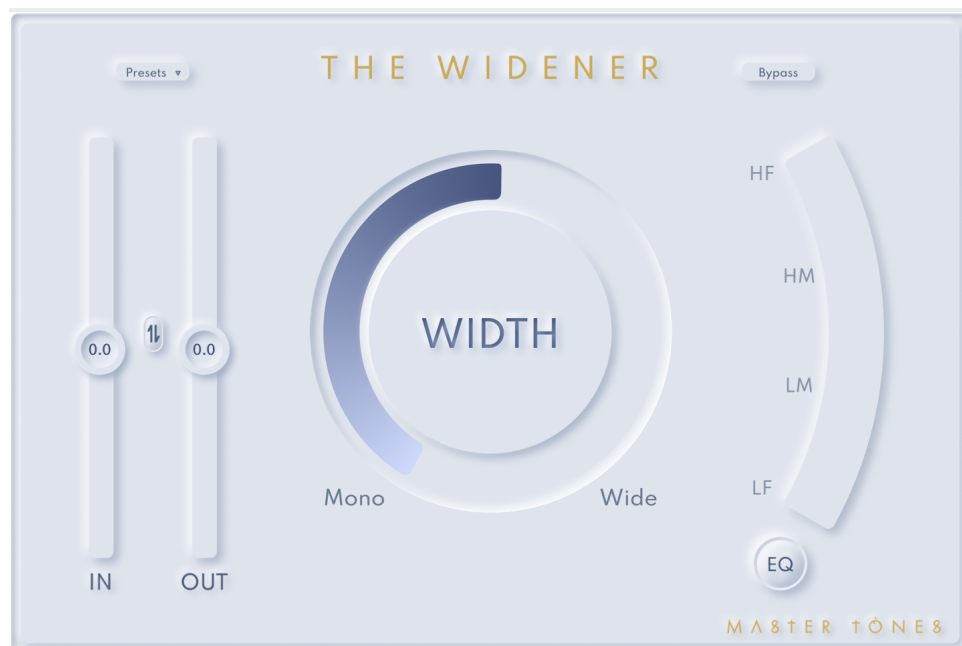 THE WIDENER
Presets
Bypass
HF
HM
0.0
0.0
WIDTH
LM
LF
Mono
Wide
EQ
IN
OUT
MASTER TONES